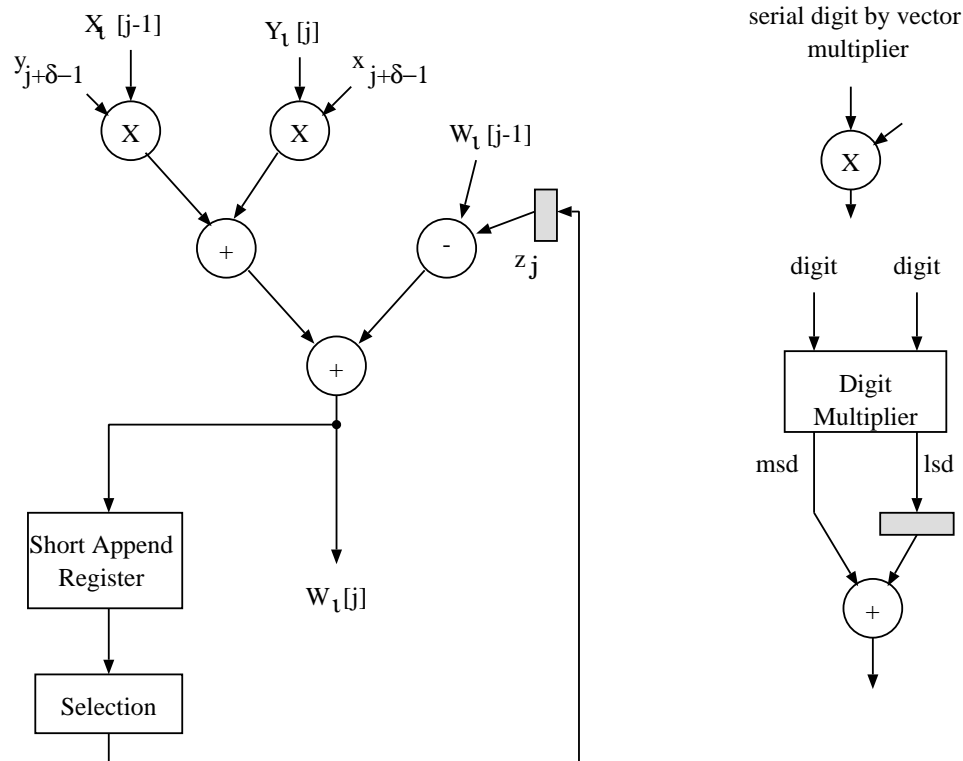 X_ι [j-1]
Y_ι [j]
y_{j+δ−1}
x_{j+δ−1}
X
X
W_ι [j-1]
+
-
z_j
+
Short Append
Register
W_ι [j]
Selection
serial digit by vector
multiplier
X
digit
digit
Digit
Multiplier
msd
lsd
+